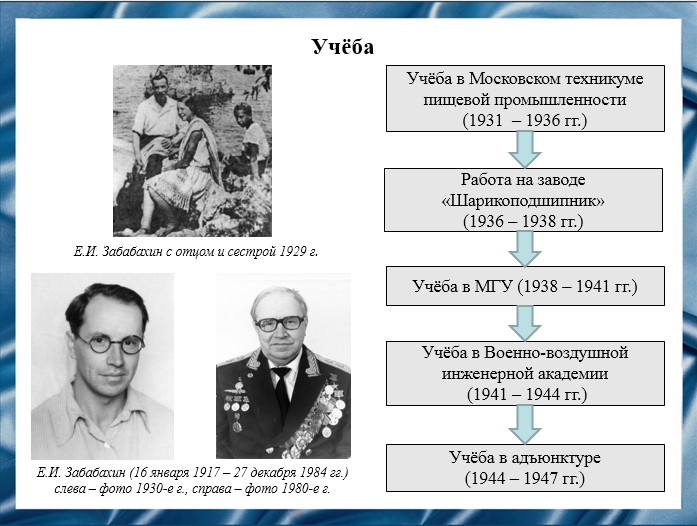 Учёба
Е.И. Забабахин с отцом и сестрой 1929 г.
Е.И. Забабахин (16 января 1917 – 27 декабря 1984 гг.)
слева – фото 1930-е г., справа – фото 1980-е г.
Учёба в Московском техникуме
пищевой промышленности
(1931 – 1936 гг.)
Работа на заводе
«Шарикоподшипник»
(1936 – 1938 гг.)
Учёба в МГУ (1938 – 1941 гг.)
Учёба в Военно-воздушной
инженерной академии
(1941 – 1944 гг.)
Учёба в адъюнктуре
(1944 – 1947 гг.)